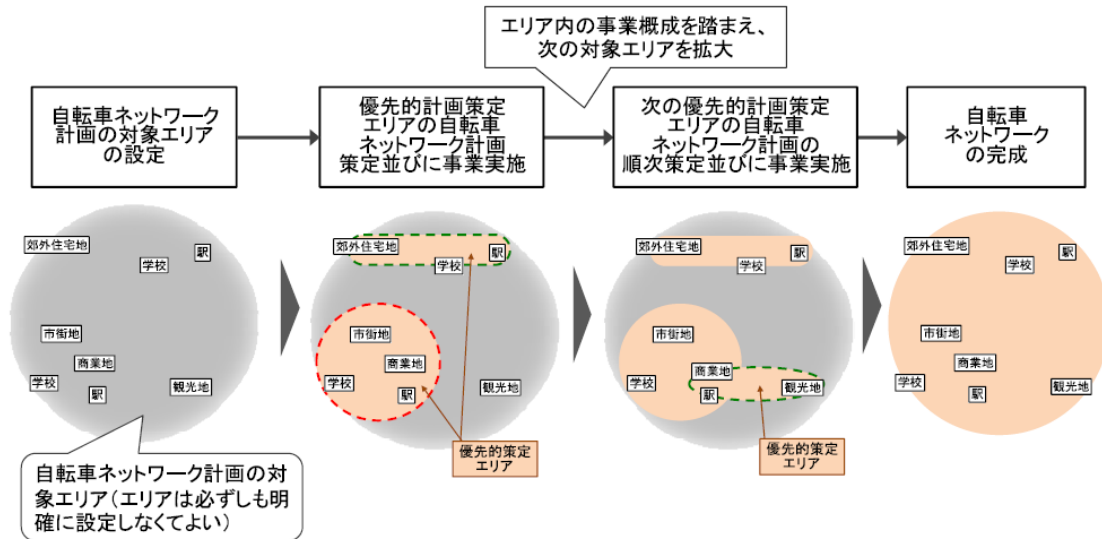 エリア内の事業概成を踏まえ、
次の対象エリアを拡大
自転車ネットワーク
計画の対象エリア
の設定
優先的計画策定
エリアの自転車
ネットワーク計画
策定並びに事業実施
次の優先的計画策定
エリアの自転車
ネットワーク計画の
順次策定並びに事業実施
自転車
ネットワーク
の完成
郊外住宅地
駅
学校
市街地
商業地
学校
駅
観光地
郊外住宅地
駅
学校
市街地
商業地
学校
駅
観光地
優先的策定
エリア
郊外住宅地
駅
学校
市街地
商業地
学校
駅
観光地
優先的策定
エリア
郊外住宅地
駅
学校
市街地
商業地
学校
駅
観光地
自転車ネットワーク計画の対
象エリア(エリアは必ずしも明
確に設定しなくてよい)